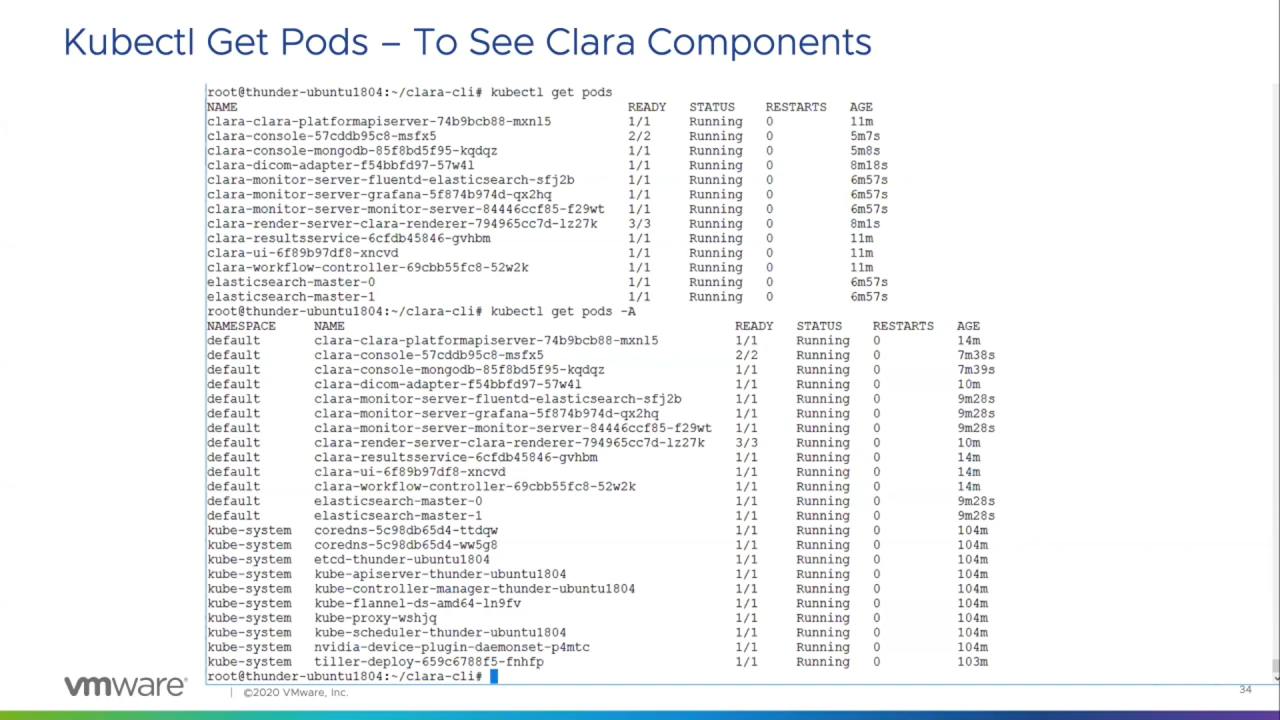 Kubectl Get Pods – To See Clara Components
root@thunder-ubuntu1804:~/clara-cli# kubectl get pods
NAME READY STATUS RESTARTS AGE
clara-clara-platformapiserver-74b9bcb88-mxnl5 1/1 Running 0 11m
clara-console-57cddb95c8-msfx5 2/2 Running 0 5m7s
clara-console-mongodb-85f8bd5f95-kqdqz 1/1 Running 0 5m8s
clara-dicom-adapter-f54bbfd97-57w4l 1/1 Running 0 8m18s
clara-monitor-server-fluentd-elasticsearch-sfj2b 1/1 Running 0 6m57s
clara-monitor-server-grafana-5f874b974d-qx2hq 1/1 Running 0 6m57s
clara-monitor-server-monitor-server-84446ccf85-f29wt 1/1 Running 0 6m57s
clara-render-server-clara-renderer-794965cc7d-lz27k 3/3 Running 0 8m1s
clara-resultsservice-6cfdb45846-gvhbm 1/1 Running 0 11m
clara-ui-6f89b97df8-xncvd 1/1 Running 0 11m
clara-workflow-controller-69cbb55fc8-52w2k 1/1 Running 0 11m
elasticsearch-master-0 1/1 Running 0 6m57s
elasticsearch-master-1 1/1 Running 0 6m57s
root@thunder-ubuntu1804:~/clara-cli# kubectl get pods -A
NAMESPACE NAME READY STATUS RESTARTS AGE
default clara-clara-platformapiserver-74b9bcb88-mxnl5 1/1 Running 0 14m
default clara-console-57cddb95c8-msfx5 2/2 Running 0 7m38s
default clara-console-mongodb-85f8bd5f95-kqdqz 1/1 Running 0 7m39s
default clara-dicom-adapter-f54bbfd97-57w4l 1/1 Running 0 10m
default clara-monitor-server-fluentd-elasticsearch-sfj2b 1/1 Running 0 9m28s
default clara-monitor-server-grafana-5f874b974d-qx2hq 1/1 Running 0 9m28s
default clara-monitor-server-monitor-server-84446ccf85-f29wt 1/1 Running 0 9m28s
default clara-render-server-clara-renderer-794965cc7d-lz27k 3/3 Running 0 10m
default clara-resultsservice-6cfdb45846-gvhbm 1/1 Running 0 14m
default clara-ui-6f89b97df8-xncvd 1/1 Running 0 14m
default clara-workflow-controller-69cbb55fc8-52w2k 1/1 Running 0 14m
default elasticsearch-master-0 1/1 Running 0 9m28s
default elasticsearch-master-1 1/1 Running 0 9m28s
kube-system coredns-5c98db65d4-ttdqw 1/1 Running 0 104m
kube-system coredns-5c98db65d4-ww5g8 1/1 Running 0 104m
kube-system etcd-thunder-ubuntu1804 1/1 Running 0 104m
kube-system kube-apiserver-thunder-ubuntu1804 1/1 Running 0 104m
kube-system kube-controller-manager-thunder-ubuntu1804 1/1 Running 0 104m
kube-system kube-flannel-ds-amd64-ln9fv 1/1 Running 0 104m
kube-system kube-proxy-wshjq 1/1 Running 0 104m
kube-system kube-scheduler-thunder-ubuntu1804 1/1 Running 0 104m
kube-system nvidia-device-plugin-daemonset-p4mtc 1/1 Running 0 104m
kube-system tiller-deploy-659c6788f5-fnhfp 1/1 Running 0 103m
root@thunder-ubuntu1804:~/clara-cli#
vmware®
©2020 VMware, Inc.
34